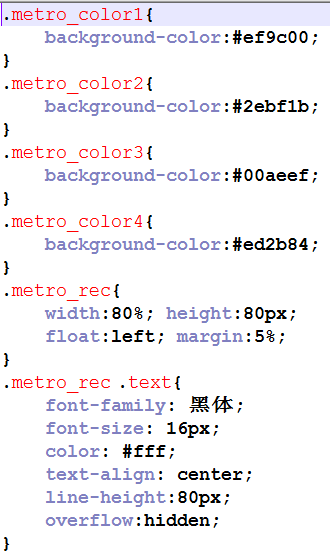 .metro_color1{
    background-color:#ef9c00;
}
.metro_color2{
    background-color:#2ebf1b;
}
.metro_color3{
    background-color:#00aeef;
}
.metro_color4{
    background-color:#ed2b84;
}
.metro_rec{
    width:80%; height:80px;
    float:left; margin:5%;
}
.metro_rec .text{
    font-family: 黑体;
    font-size: 16px;
    color: #fff;
    text-align: center;
    line-height:80px;
    overflow:hidden;
}